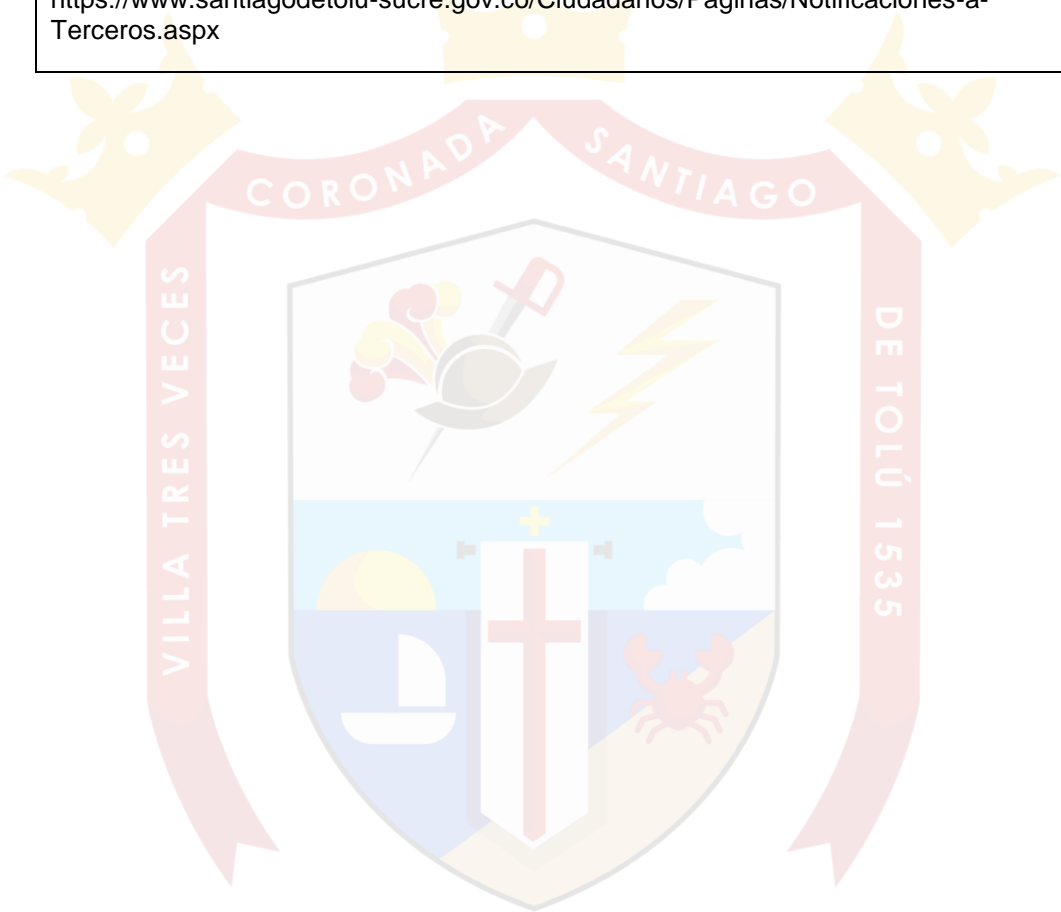 https://www.santiagodetolu-sucre.gov.co/Ciudadanos/Paginas/Notificaciones-a-
Terceros.aspx
CORONADA SANTIAGO
VILLA TRES VECES
DE TOLÚ 1535